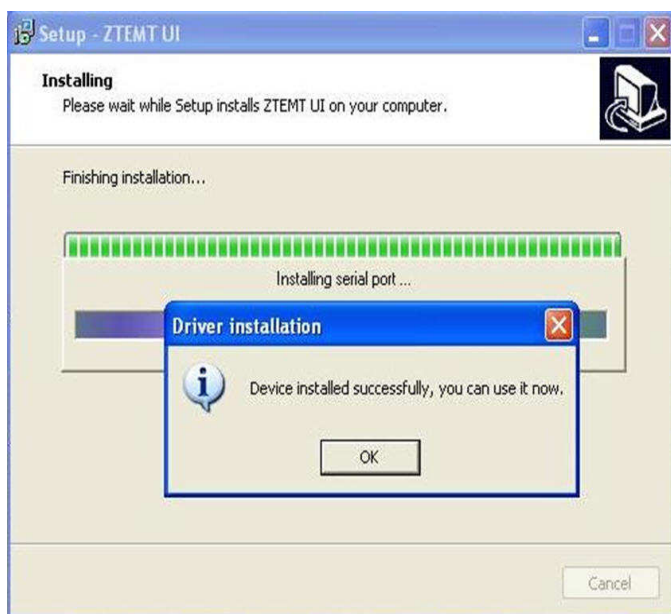 Setup - ZTEMT UI
Installing
Please wait while Setup installs ZTEMT UI on your computer.
Finishing installation...
Installing serial port ...
Driver installation
Device installed successfully, you can use it now.
OK
Cancel